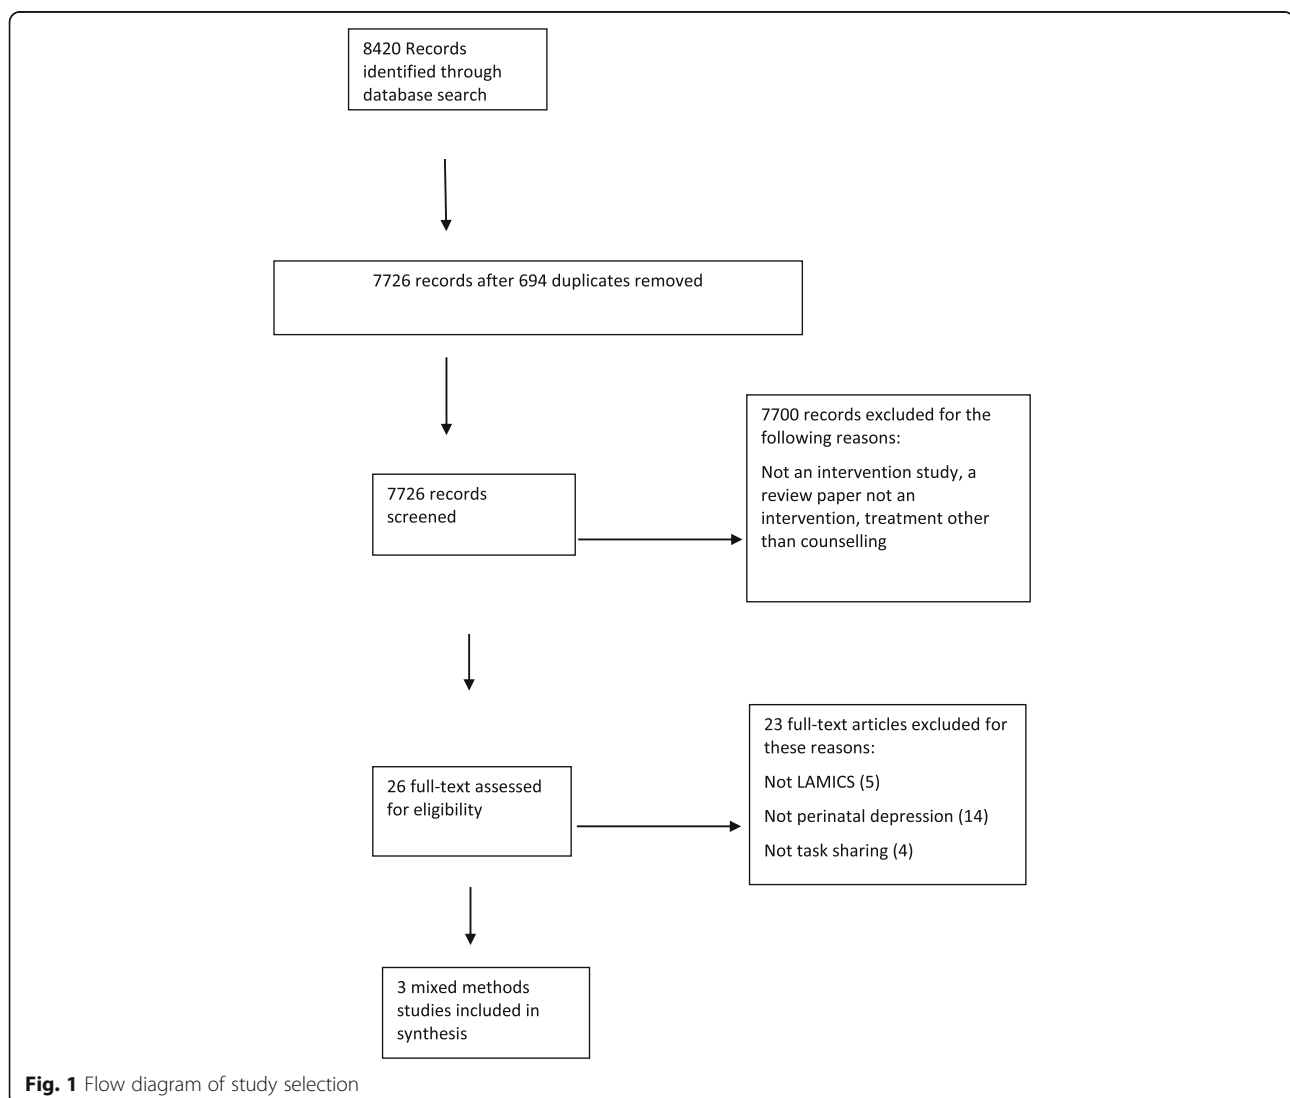 8420 Records
identified through
database search
7726 records after 694 duplicates removed
7700 records excluded for the
following reasons:
Not an intervention study, a
review paper not an
intervention, treatment other
than counselling
7726 records
screened
23 full-text articles excluded for
these reasons:
Not LAMICS (5)
Not perinatal depression (14)
Not task sharing (4)
26 full-text assessed
for eligibility
3 mixed methods
studies included in
synthesis
Fig. 1 Flow diagram of study selection